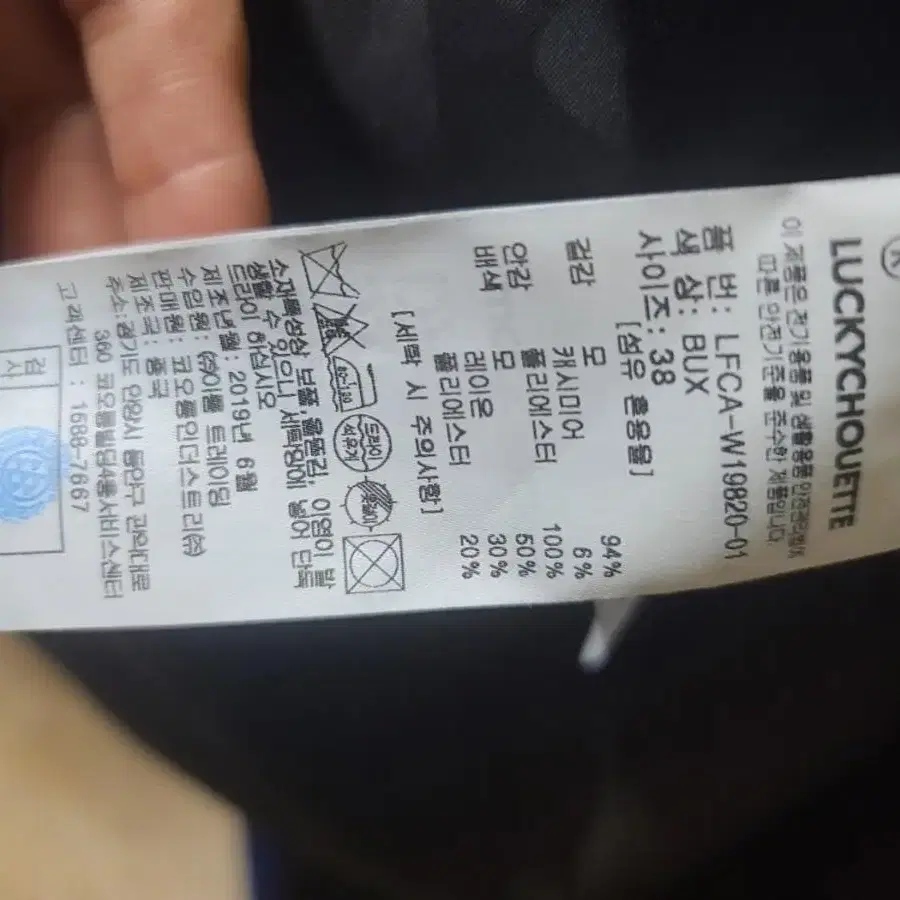 R
LUCKYCHOUETTE
이 제품은 전기용품 및 생활용품 안전관리법에
따른 안전기준을 준수한 제품입니다.
품 번: LFCA-W19820-01
색 상: BUX
사이즈: 38
[섬유 혼용율]
겉감 모 94%
캐시미어 6%
안감 폴리에스터 100%
배색 모 50%
레이온 30%
폴리에스터 20%
[세탁 시 주의사항]
드라이
석유계
소재특성상 보풀, 올뜯김, 이염이 발
생할 수 있으니 세탁망에 넣어 단독
드라이 하십시오
제조년월: 2019년 6월
수입원: ㈜이볼 트레이딩
판매원: 코오롱인더스트리㈜
제조국: 중국
주소:경기도 안양시 동안구 관악대로
360 코오롱빌딩4층서비스센터
고객센터 : 1688-7667
검사